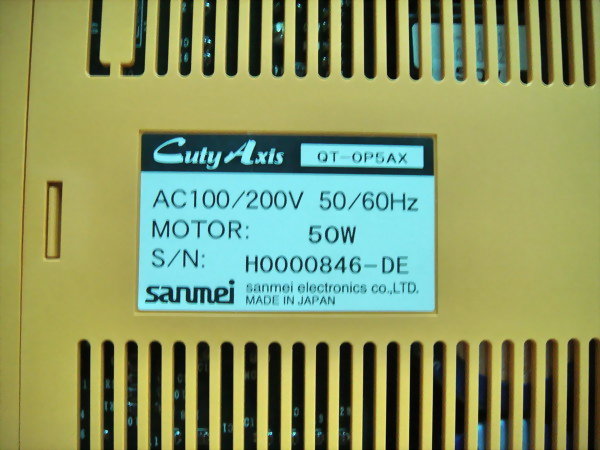 Cuty Axis QT-OP5AX
AC100/200V 50/60Hz
MOTOR: 50W
S/N: H0000846-DE
sanmei sanmei electronics co.,LTD.
MADE IN JAPAN